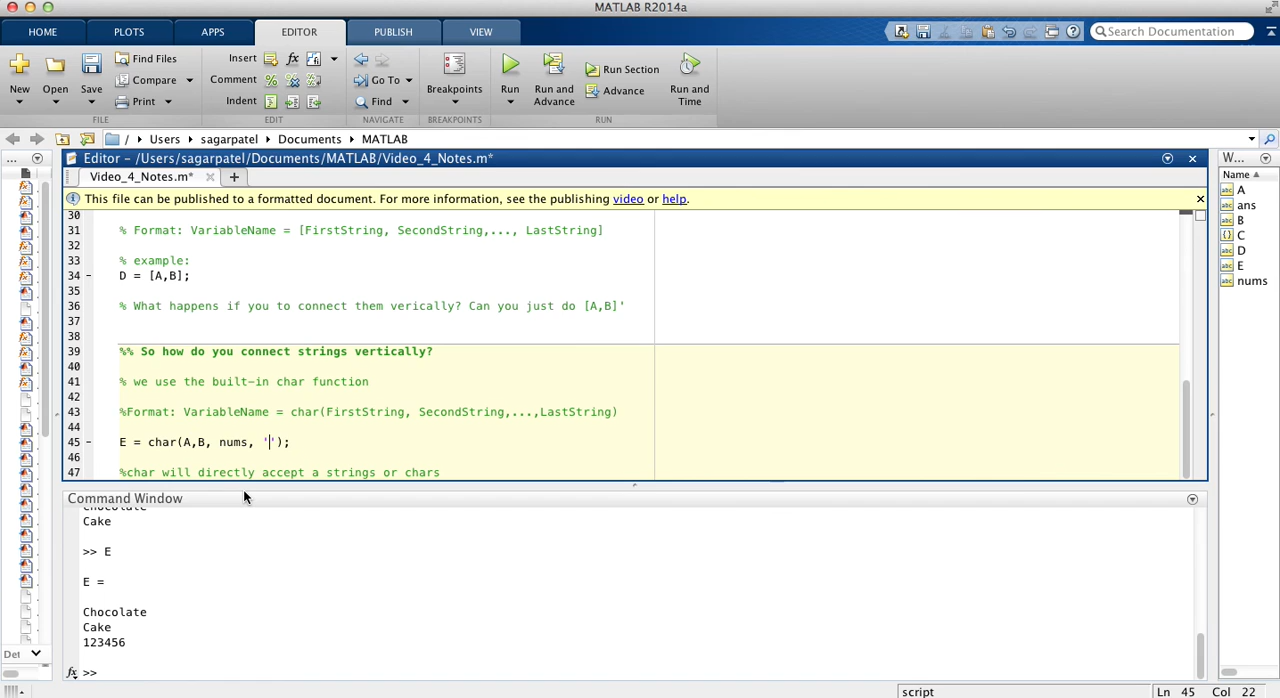 MATLAB R2014a
HOME PLOTS APPS EDITOR PUBLISH VIEW
Search Documentation
New Open Save Find Files Compare Print
Insert fx
Comment %
Indent
Go To Find
Breakpoints
Run Run and Advance Run Section Advance Run and Time
FILE EDIT NAVIGATE BREAKPOINTS RUN
/ Users sagarpatel Documents MATLAB
... Editor – /Users/sagarpatel/Documents/MATLAB/Video_4_Notes.m* W...
Video_4_Notes.m* Name
This file can be published to a formatted document. For more information, see the publishing video or help.
30
31 % Format: VariableName = [FirstString, SecondString,..., LastString]
32
33 % example:
34 – D = [A,B];
35
36 % What happens if you to connect them verically? Can you just do [A,B]'
37
38
39 %% So how do you connect strings vertically?
40
41 % we use the built-in char function
42
43 %Format: VariableName = char(FirstString, SecondString,...,LastString)
44
45 – E = char(A,B, nums, '');
46
47 %char will directly accept a strings or chars
A
ans
B
C
D
E
nums
Command Window
Chocolate
Cake
>> E
E =
Chocolate
Cake
123456
fx >>
Det
script Ln 45 Col 22